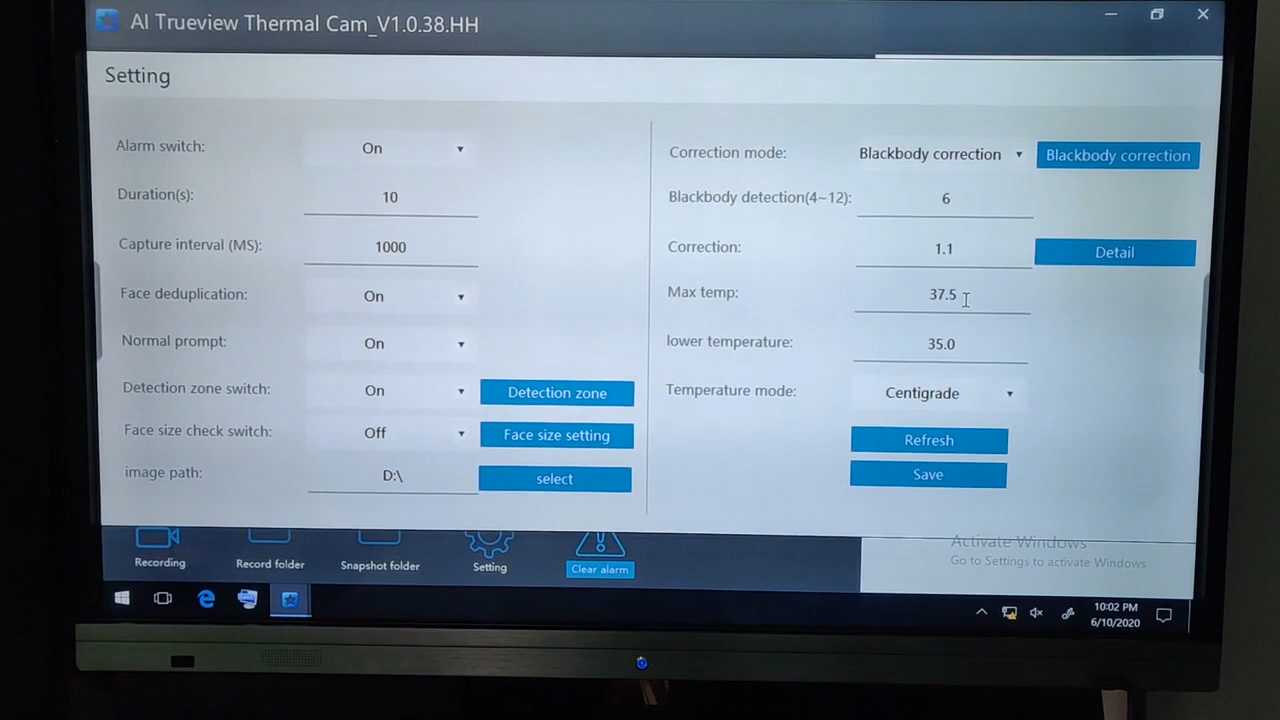 AI Trueview Thermal Cam_V1.0.38.HH
Setting
Alarm switch: On
Duration(s): 10
Capture interval (MS): 1000
Face deduplication: On
Normal prompt: On
Detection zone switch: On Detection zone
Face size check switch: Off Face size setting
image path: D:\ select
Correction mode: Blackbody correction Blackbody correction
Blackbody detection(4~12): 6
Correction: 1.1 Detail
Max temp: 37.5
lower temperature: 35.0
Temperature mode: Centigrade
Refresh
Save
Recording Record folder Snapshot folder Setting Clear alarm
Activate Windows
Go to Settings to activate Windows
10:02 PM
6/10/2020